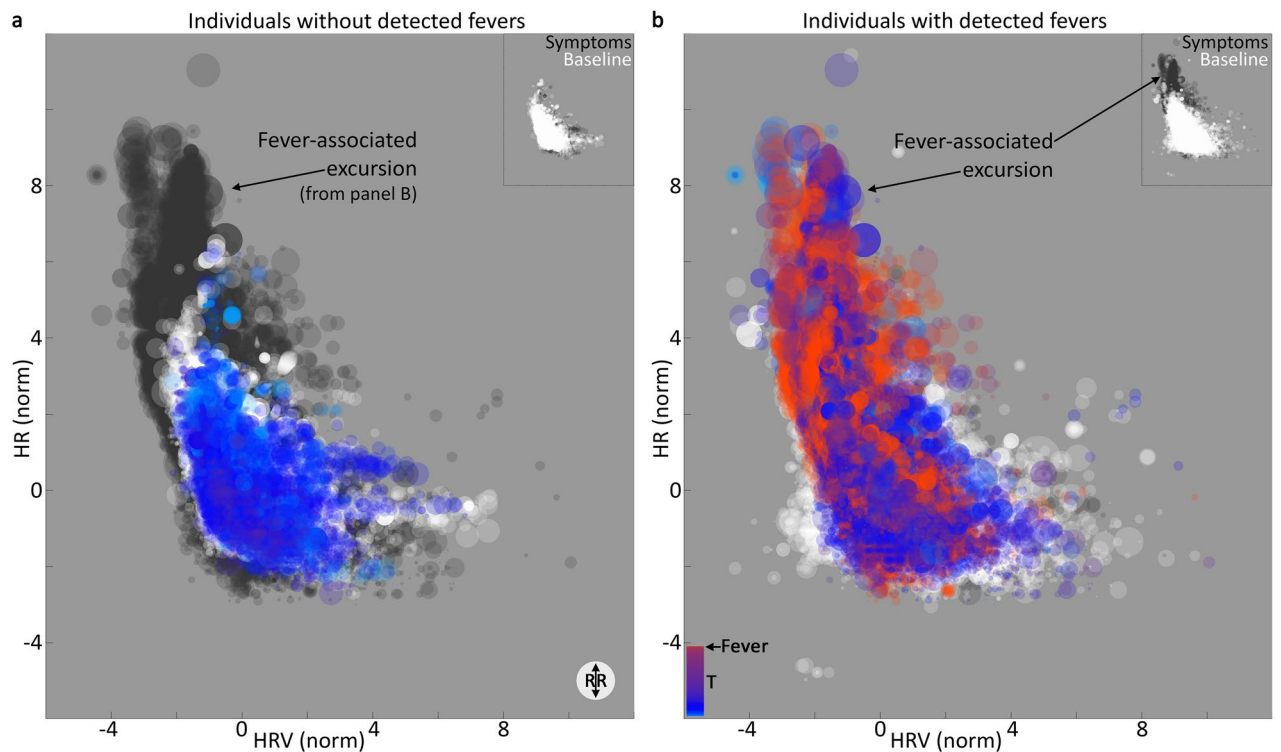 a
Individuals without detected fevers
Symptoms
Baseline
Fever-associated
excursion
(from panel B)
8
4
0
-4
HR (norm)
RR
-4
0
4
8
HRV (norm)
b
Individuals with detected fevers
Symptoms
Baseline
Fever-associated
excursion
8
4
0
-4
HR (norm)
Fever
T
-4
0
4
8
HRV (norm)